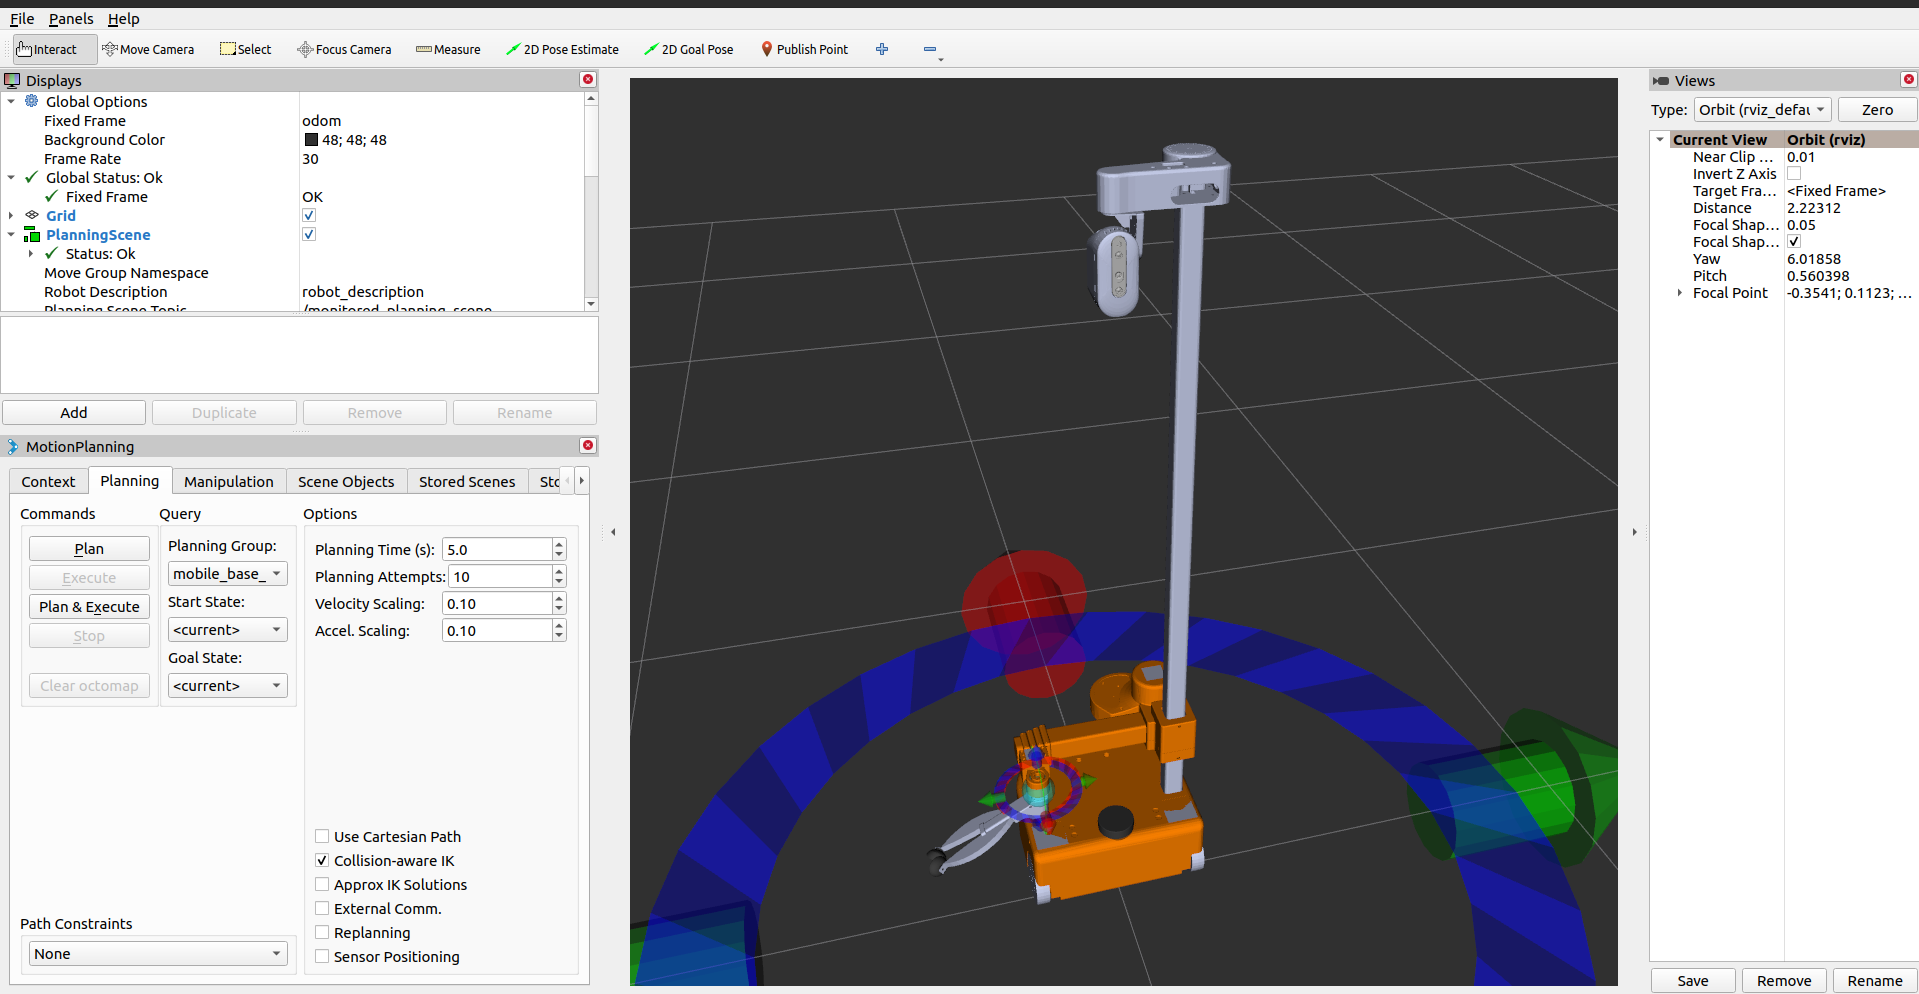 File Panels Help
Interact Move Camera Select Focus Camera Measure 2D Pose Estimate 2D Goal Pose Publish Point
Displays
Global Options
Fixed Frame odom
Background Color 48; 48; 48
Frame Rate 30
Global Status: Ok
Fixed Frame OK
Grid
PlanningScene
Status: Ok
Move Group Namespace
Robot Description robot_description
Planning Scene Topic /monitored_planning_scene
Add Duplicate Remove Rename
MotionPlanning
Context Planning Manipulation Scene Objects Stored Scenes Sto
Commands Query Options
Plan
Execute
Plan & Execute
Stop
Clear octomap
Planning Group:
mobile_base_
Start State:
<current>
Goal State:
<current>
Planning Time (s): 5.0
Planning Attempts: 10
Velocity Scaling: 0.10
Accel. Scaling: 0.10
Use Cartesian Path
Collision-aware IK
Approx IK Solutions
External Comm.
Replanning
Sensor Positioning
Path Constraints
None
Views
Type: Orbit (rviz_defau Zero
Current View Orbit (rviz)
Near Clip ... 0.01
Invert Z Axis
Target Fra... <Fixed Frame>
Distance 2.22312
Focal Shap... 0.05
Focal Shap...
Yaw 6.01858
Pitch 0.560398
Focal Point -0.3541; 0.1123; ...
Save Remove Rename